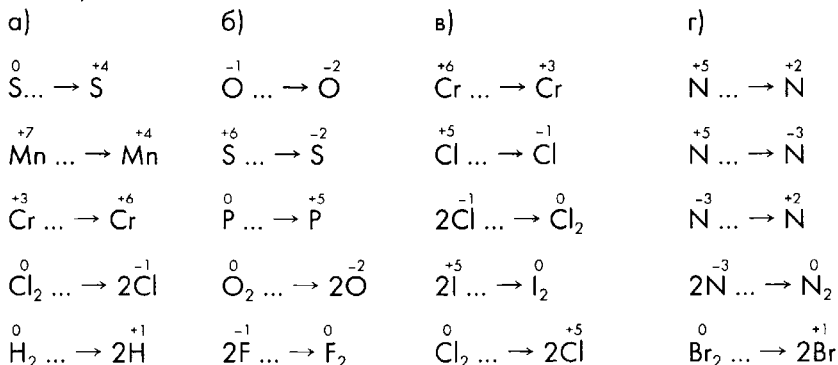 а) б) в) г)
0 +4 −1 −2 +6 +3 +5 +2
S... → S O ... → O Cr ... → Cr N ... → N
+7 +4 +6 −2 +5 −1 +5 −3
Mn ... → Mn S ... → S Cl ... → Cl N ... → N
+3 +6 0 +5 −1 0 −3 +2
Cr ... → Cr P ... → P 2Cl ... → Cl₂ N ... → N
0 −1 0 −2 +5 0 −3 0
Cl₂ ... → 2Cl O₂ ... → 2O 2I ... → I₂ 2N ... → N₂
0 +1 −1 0 0 +5 0 +1
H₂ ... → 2H 2F ... → F₂ Cl₂ ... → 2Cl Br₂ ... → 2Br